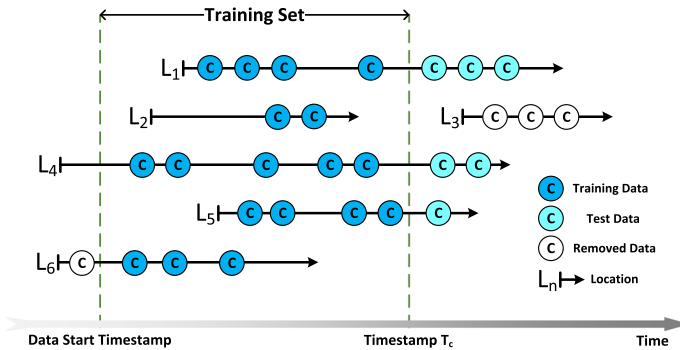 Training Set
L1 C C C C C C C
L2 C C L3 C C C
L4 C C C C C C C
L5 C C C C C
L6 C C C C
C Training Data
C Test Data
C Removed Data
Ln Location
Data Start Timestamp Timestamp Tc Time